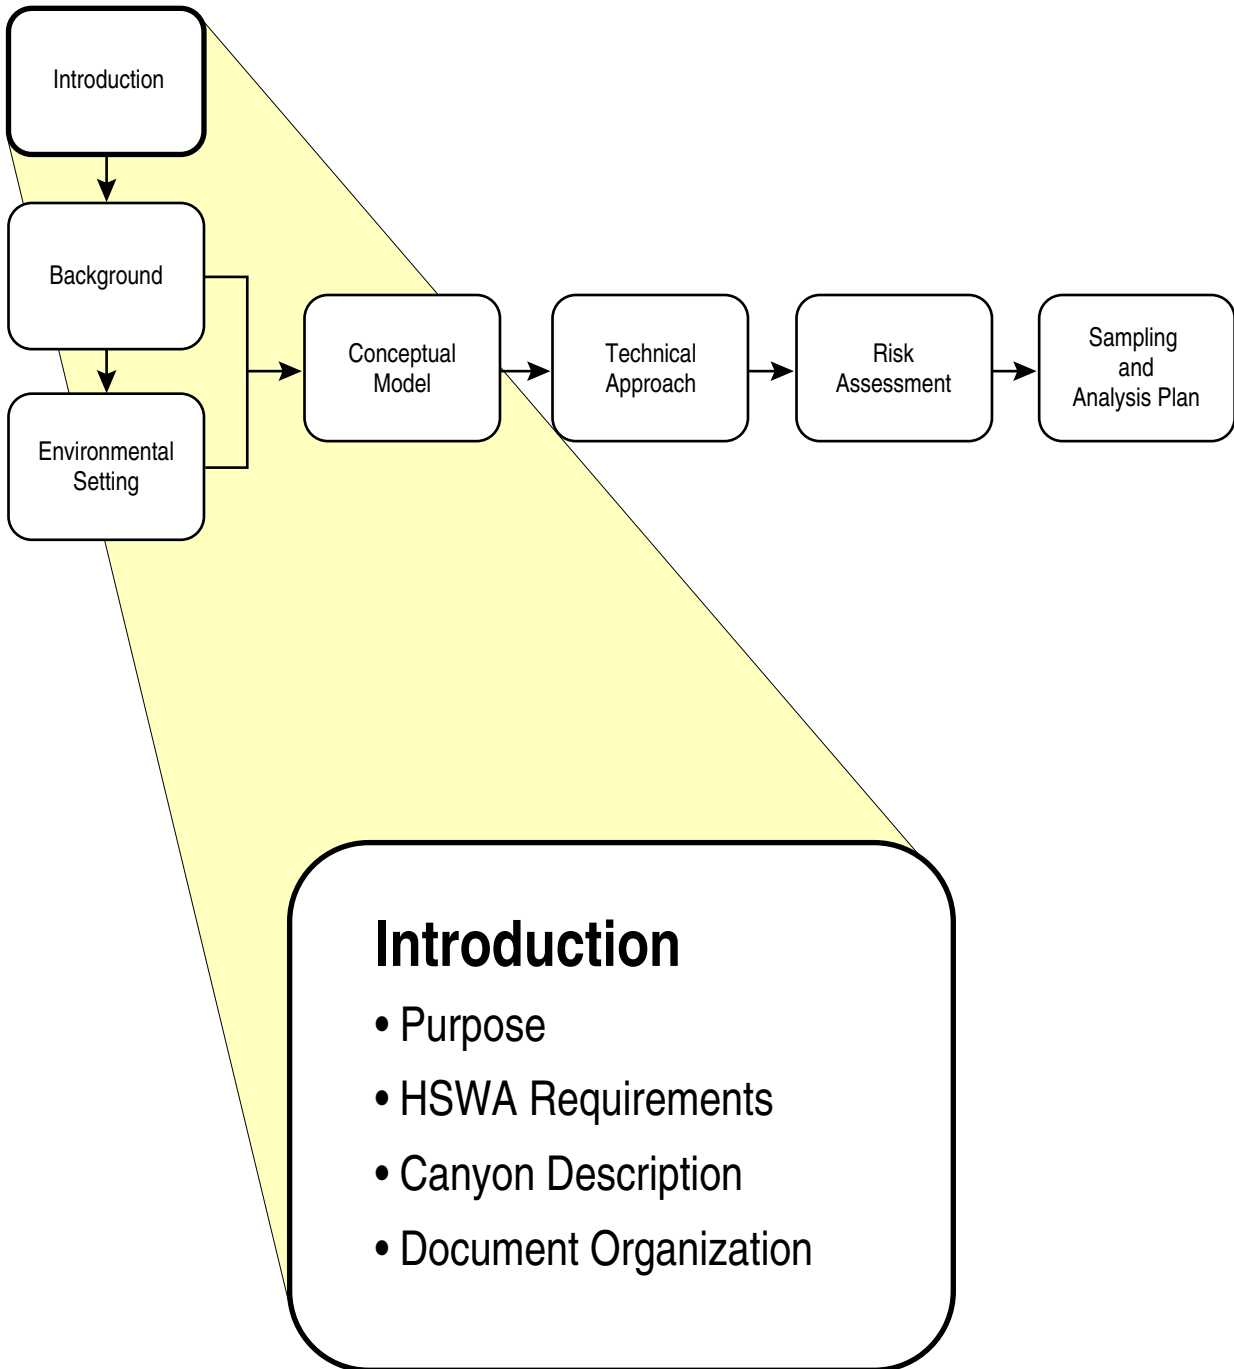 Introduction
Background
Environmental
Setting
Conceptual
Model
Technical
Approach
Risk
Assessment
Sampling
and
Analysis Plan
Introduction
• Purpose
• HSWA Requirements
• Canyon Description
• Document Organization